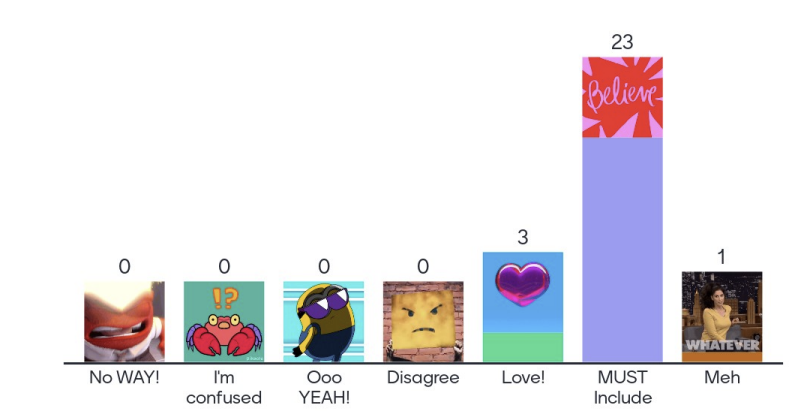 23
Believe
3
1
0
0
0
0
!?
WHATEVER
No WAY!
I'm
confused
Ooo
YEAH!
Disagree
Love!
MUST
Include
Meh